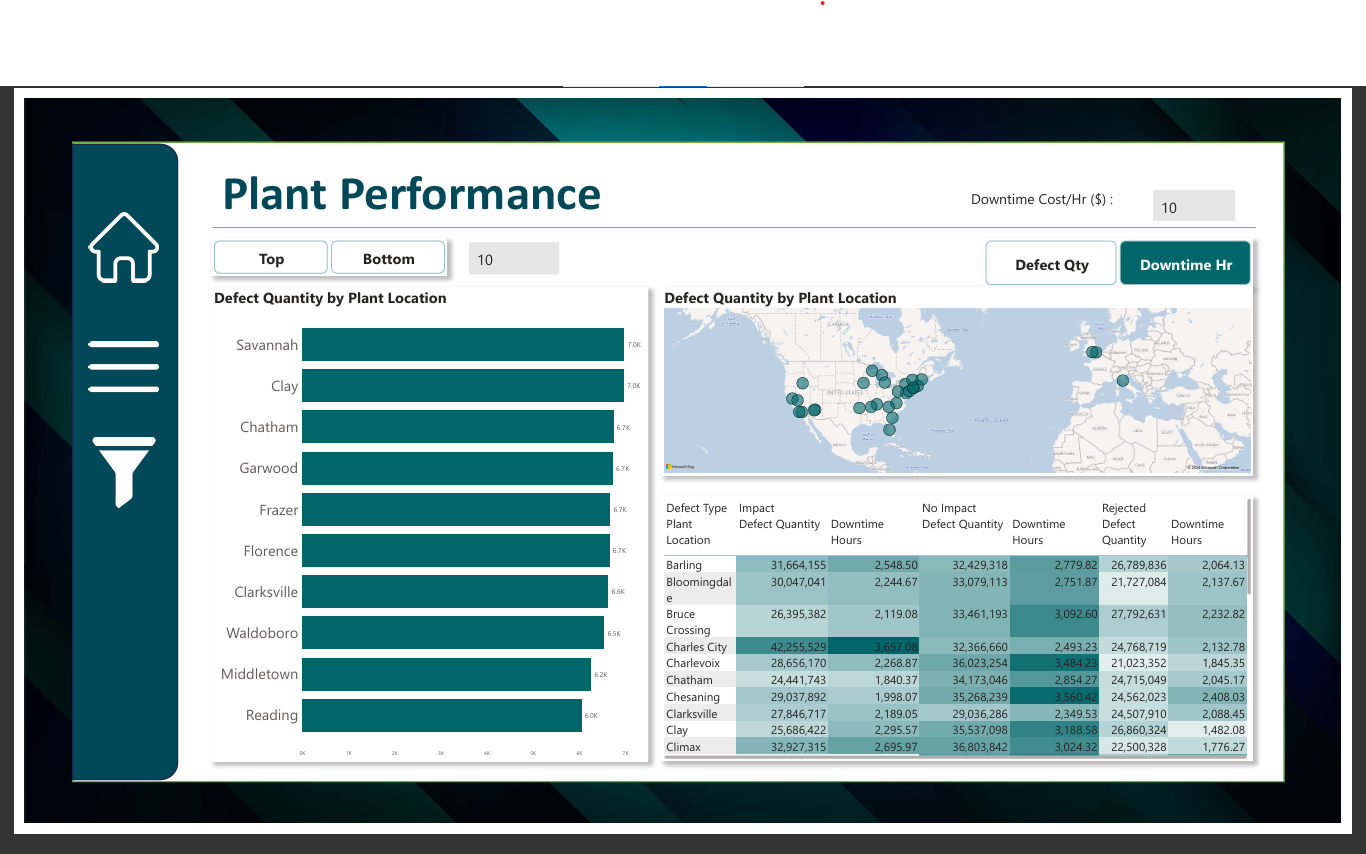 Plant Performance
Downtime Cost/Hr ($) :
10
Top
Bottom
10
Defect Qty
Downtime Hr
Defect Quantity by Plant Location
Savannah
7.0K
Clay
7.0K
Chatham
6.7K
Garwood
6.7K
Frazer
6.7K
Florence
6.7K
Clarksville
6.6K
Waldoboro
6.5K
Middletown
6.2K
Reading
6.0K
0K 1K 2K 3K 4K 5K 6K 7K
Defect Quantity by Plant Location
CANADA
UNITED STATES
MEXICO
Atlantic Ocean
FRANCE
ALGERIA
LIBYA
EGYPT
Microsoft Bing
Defect Type Impact No Impact Rejected
Plant Defect Quantity Downtime Defect Quantity Downtime Defect Downtime
Location Hours Hours Quantity Hours
Barling 31,664,155 2,548.50 32,429,318 2,779.82 26,789,836 2,064.13
Bloomingdal 30,047,041 2,244.67 33,079,113 2,751.87 21,727,084 2,137.67
e
Bruce 26,395,382 2,119.08 33,461,193 3,092.60 27,792,631 2,232.82
Crossing
Charles City 42,255,529 3,657.08 32,366,660 2,493.23 24,768,719 2,132.78
Charlevoix 28,656,170 2,268.87 36,023,254 3,484.23 21,023,352 1,845.35
Chatham 24,441,743 1,840.37 34,173,046 2,854.27 24,715,049 2,045.17
Chesaning 29,037,892 1,998.07 35,268,239 3,560.42 24,562,023 2,408.03
Clarksville 27,846,717 2,189.05 29,036,286 2,349.53 24,507,910 2,088.45
Clay 25,686,422 2,295.57 35,537,098 3,188.58 26,860,324 1,482.08
Climax 32,927,315 2,695.97 36,803,842 3,024.32 22,500,328 1,776.27